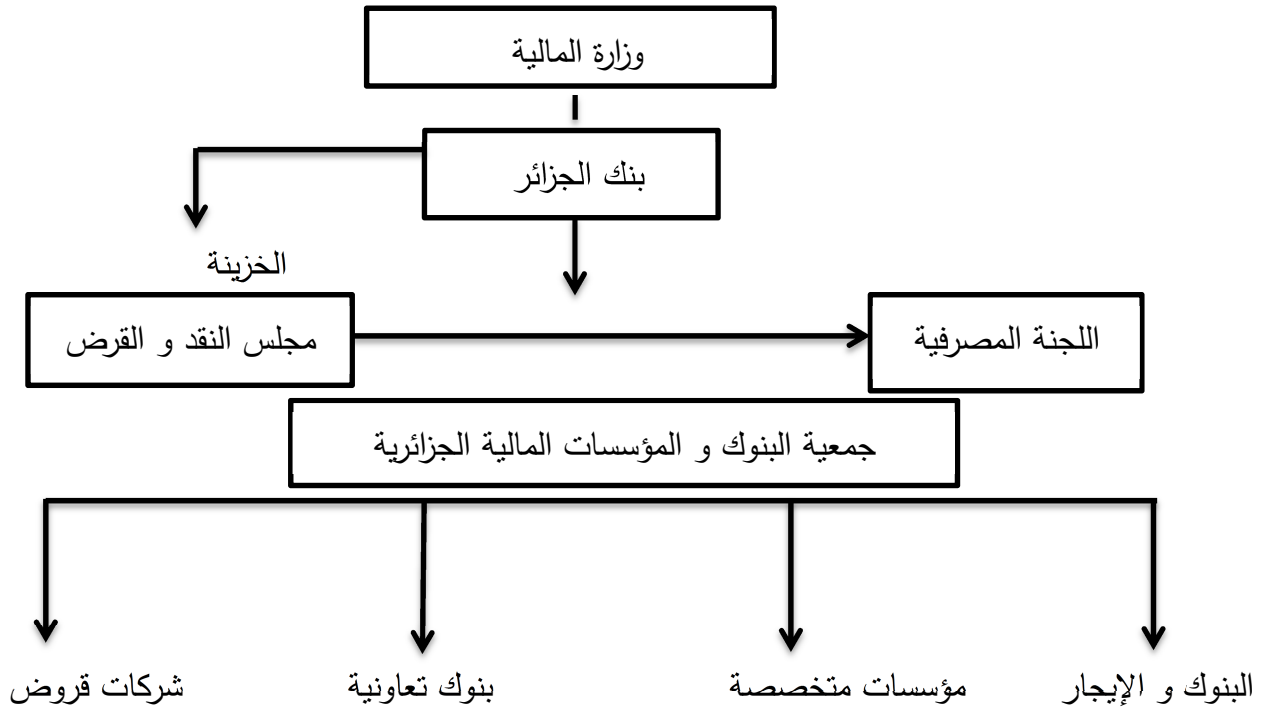 وزارة المالية
بنك الجزائر
الخزينة
اللجنة المصرفية
مجلس النقد و القرض
جمعية البنوك و المؤسسات المالية الجزائرية
البنوك و الإيجار
مؤسسات متخصصة
بنوك تعاونية
شركات قروض